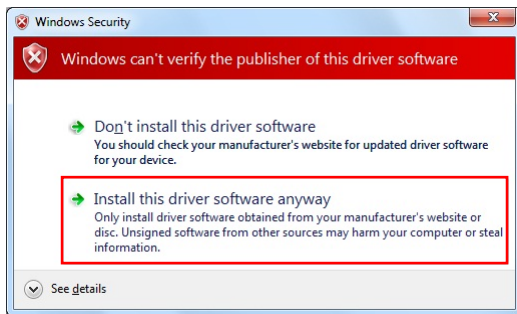 Windows Security
Windows can't verify the publisher of this driver software
Don't install this driver software
You should check your manufacturer's website for updated driver software
for your device.
Install this driver software anyway
Only install driver software obtained from your manufacturer's website or
disc. Unsigned software from other sources may harm your computer or steal
information.
See details